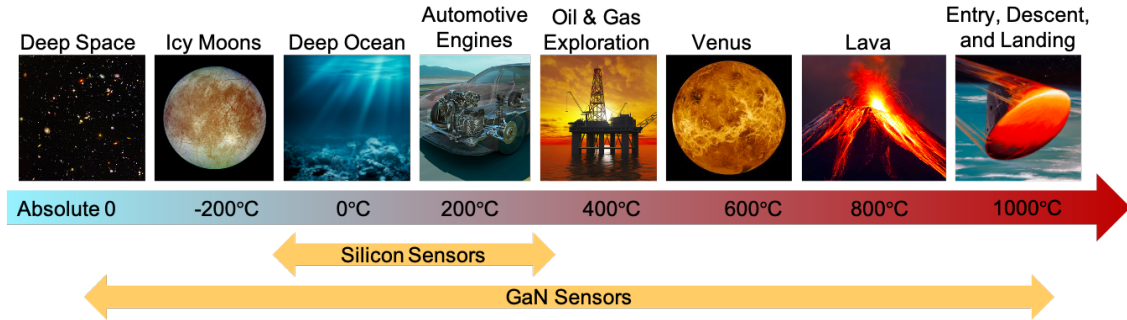 Deep Space
Icy Moons
Deep Ocean
Automotive
Engines
Oil & Gas
Exploration
Venus
Lava
Entry, Descent,
and Landing
Absolute 0
-200°C
0°C
200°C
400°C
600°C
800°C
1000°C
Silicon Sensors
GaN Sensors